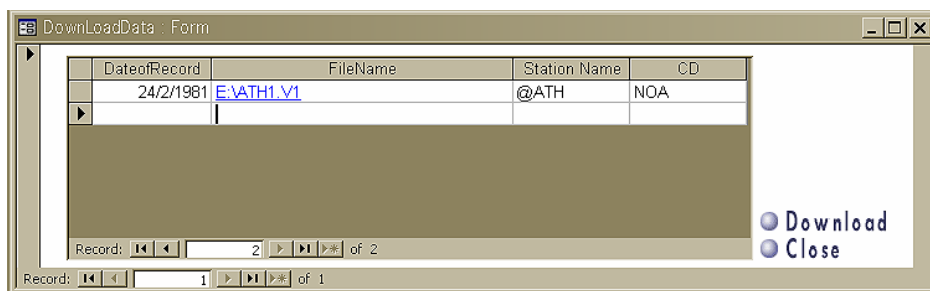 DownLoadData : Form
DateofRecord FileName Station Name CD
24/2/1981 E:\ATH1.V1 @ATH NOA
Download
Close
Record: 2 of 2
Record: 1 of 1